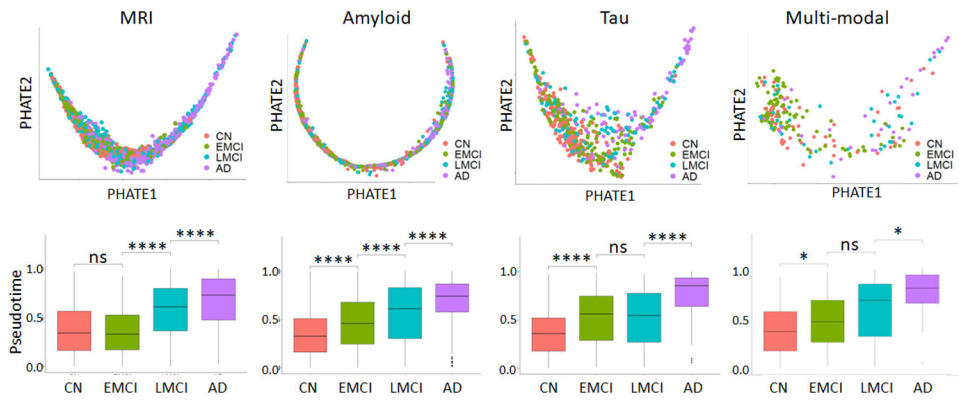 MRI
Amyloid
Tau
Multi-modal
PHATE2
CN
EMCI
LMCI
AD
PHATE1
PHATE2
CN
EMCI
LMCI
AD
PHATE1
PHATE2
CN
EMCI
LMCI
AD
PHATE1
PHATE2
CN
EMCI
LMCI
AD
PHATE1
Pseudotime
1.0
0.5
0.0
ns
****
****
CN EMCI LMCI AD
1.0
0.5
0.0
****
****
****
CN EMCI LMCI AD
1.0
0.5
0.0
****
ns
****
CN EMCI LMCI AD
1.0
0.5
0.0
*
ns
*
CN EMCI LMCI AD